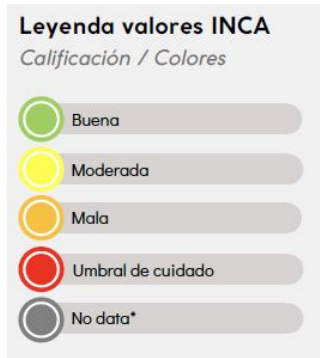 Leyenda valores INCA
Calificación / Colores
Buena
Moderada
Mala
Umbral de cuidado
No data*